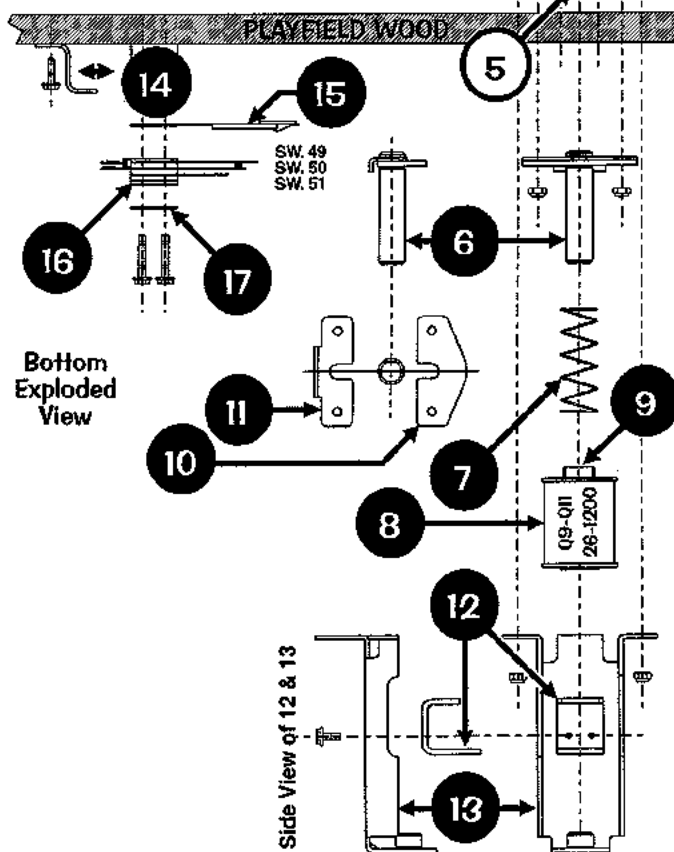 PLAYFIELD WOOD
5
14
15
SW. 49
SW. 50
SW. 51
16
17
6
Bottom
Exploded
View
11
10
7
9
8
Q9-Q11
26-1200
12
Side View of 12 & 13
13